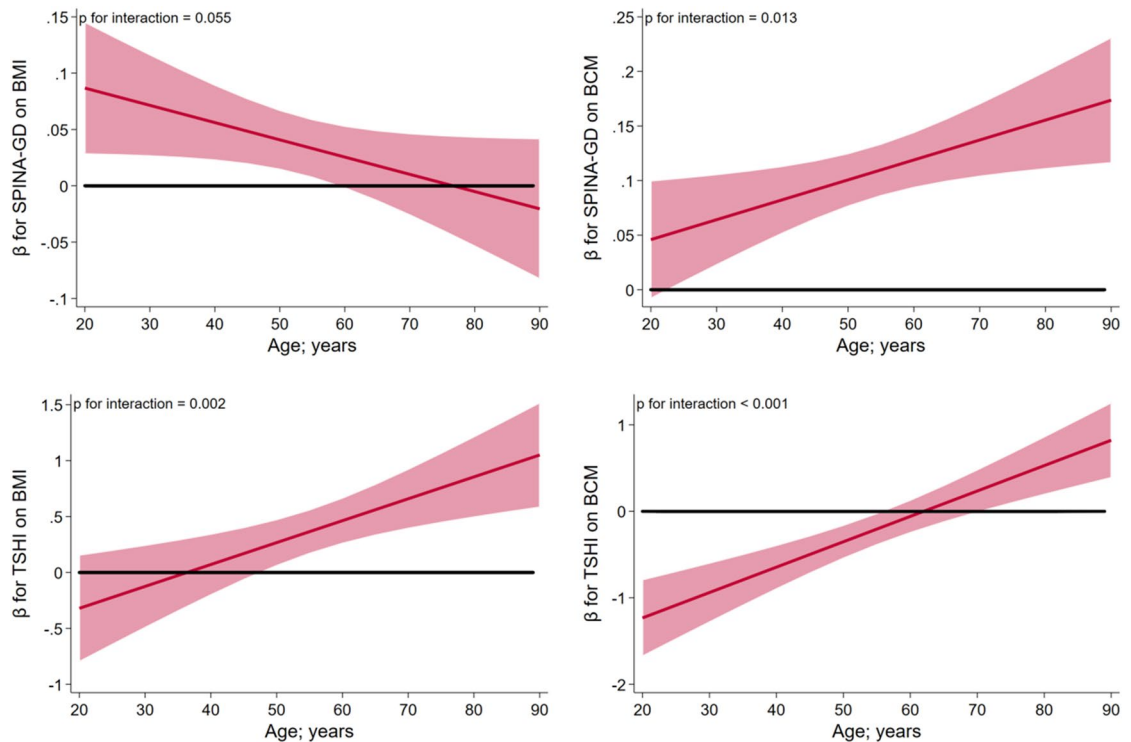 p for interaction = 0.055
β for SPINA-GD on BMI
.15
.1
.05
0
-.05
-.1
20 30 40 50 60 70 80 90
Age; years
p for interaction = 0.013
β for SPINA-GD on BCM
.25
.2
.15
.1
.05
0
20 30 40 50 60 70 80 90
Age; years
p for interaction = 0.002
β for TSHI on BMI
1.5
1
.5
0
-.5
-1
20 30 40 50 60 70 80 90
Age; years
p for interaction < 0.001
β for TSHI on BCM
1
0
-1
-2
20 30 40 50 60 70 80 90
Age; years